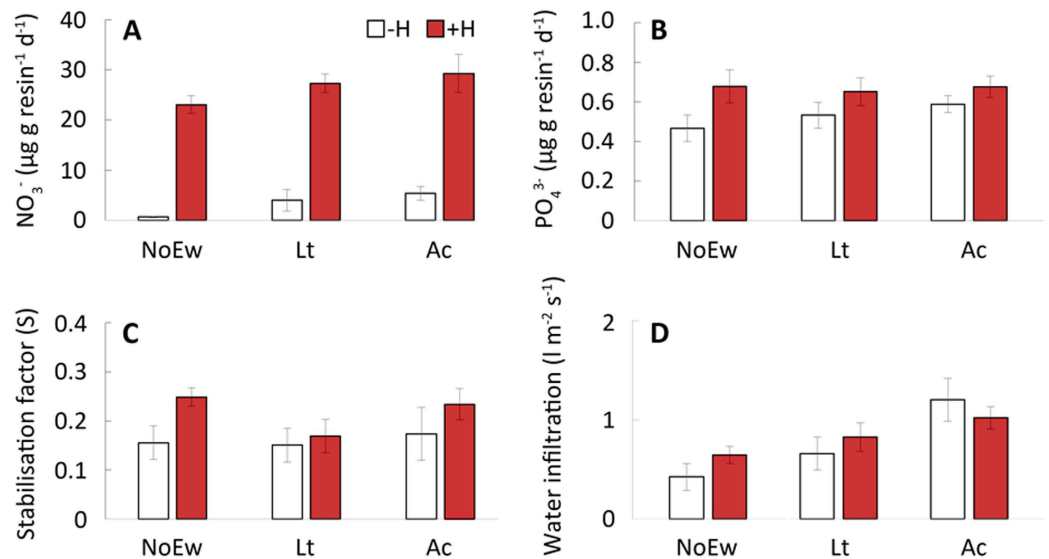 A
-H +H
NO₃⁻ (µg g resin⁻¹ d⁻¹)
40
30
20
10
0
NoEw Lt Ac
B
PO₄³⁻ (µg g resin⁻¹ d⁻¹)
1.0
0.8
0.6
0.4
0.2
0
NoEw Lt Ac
C
Stabilisation factor (S)
0.4
0.3
0.2
0.1
0
NoEw Lt Ac
D
Water infiltration (l m⁻² s⁻¹)
2
1
0
NoEw Lt Ac